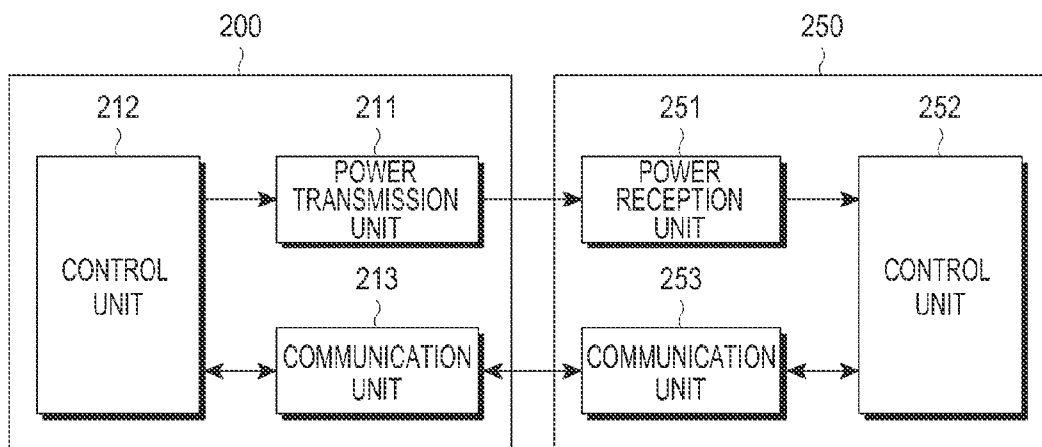 200
250
212
211
251
252
POWER
TRANSMISSION
UNIT
POWER
RECEPTION
UNIT
CONTROL
UNIT
213
253
CONTROL
UNIT
COMMUNICATION
UNIT
COMMUNICATION
UNIT